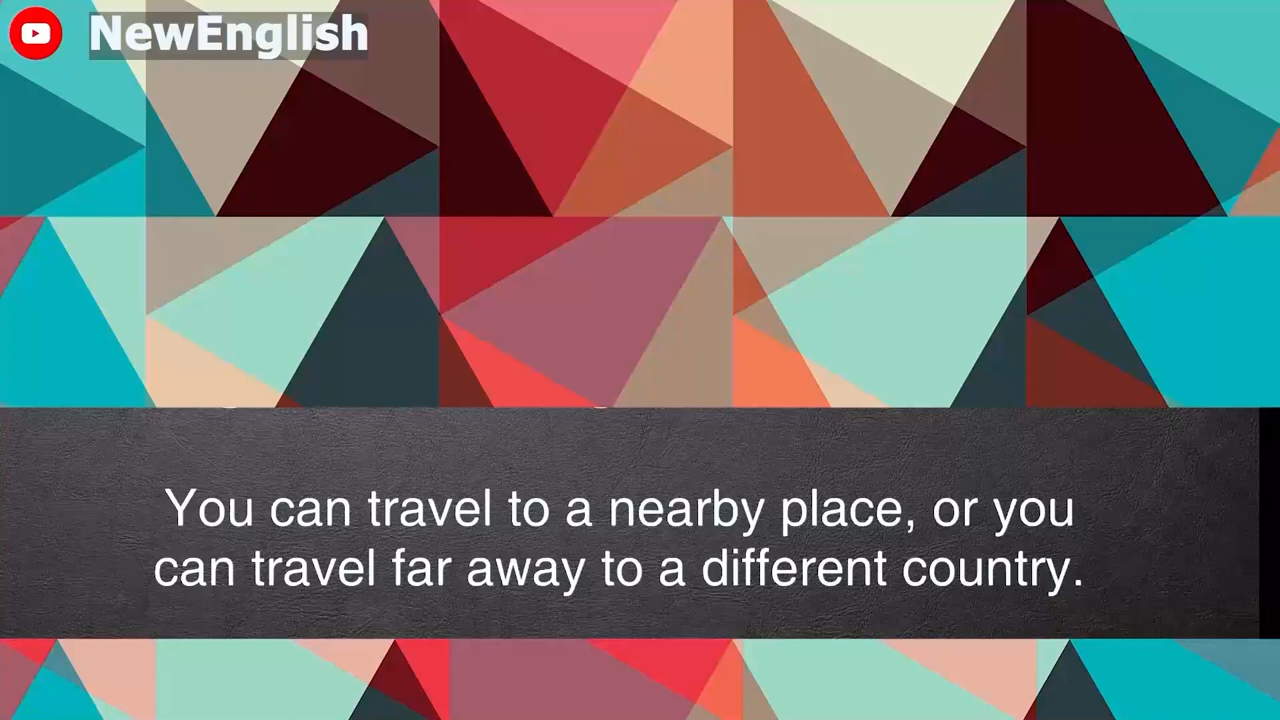 NewEnglish
You can travel to a nearby place, or you
can travel far away to a different country.